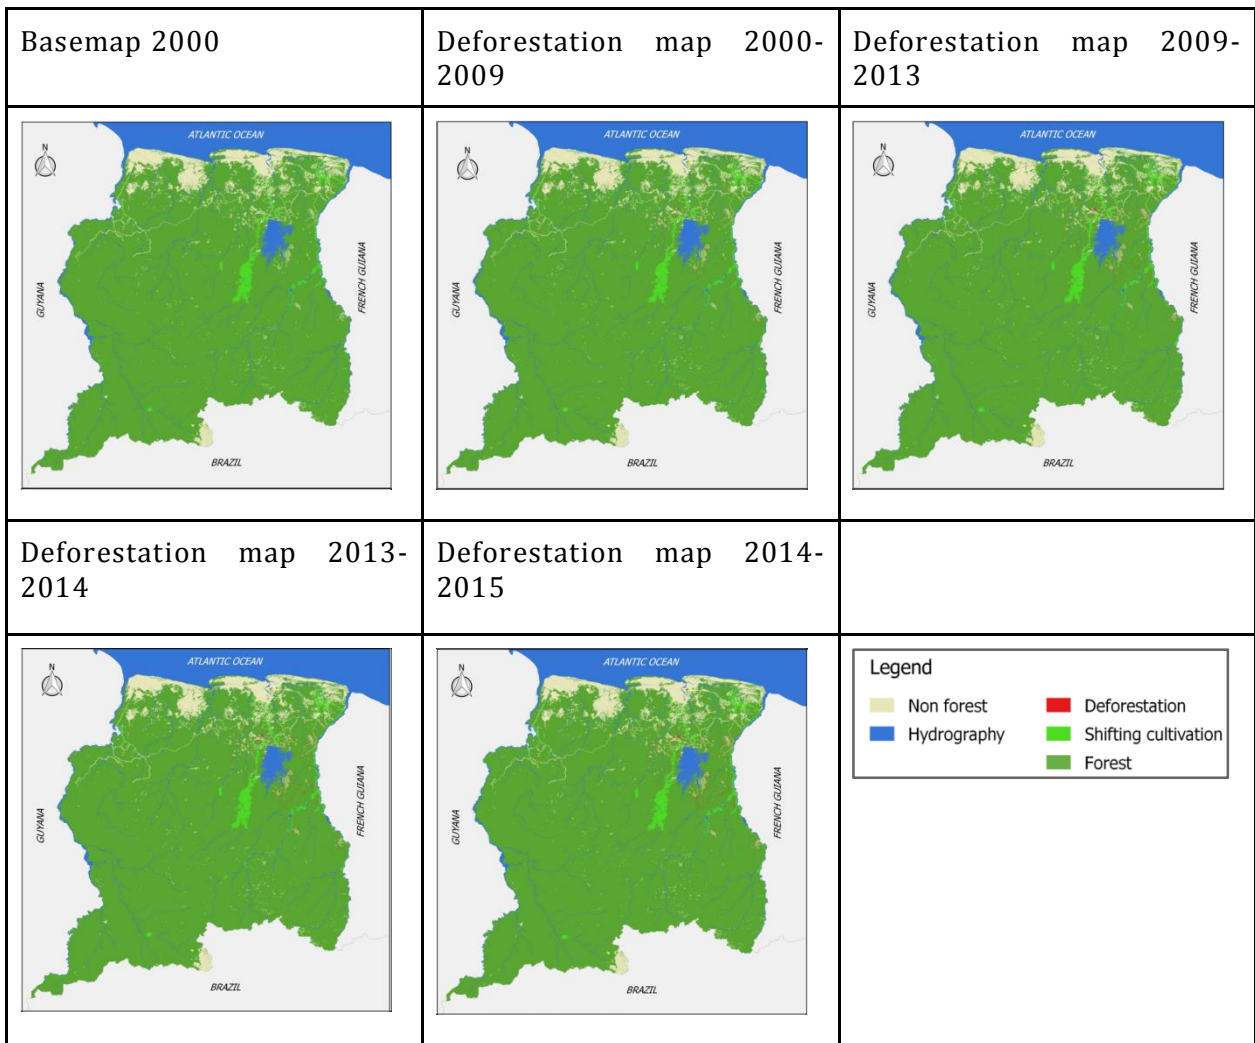 Basemap 2000
Deforestation map 2000-
2009
Deforestation map 2009-
2013
ATLANTIC OCEAN
N
GUYANA
FRENCH GUIANA
BRAZIL
ATLANTIC OCEAN
N
GUYANA
FRENCH GUIANA
BRAZIL
ATLANTIC OCEAN
N
GUYANA
FRENCH GUIANA
BRAZIL
Deforestation map 2013-
2014
Deforestation map 2014-
2015
ATLANTIC OCEAN
N
GUYANA
FRENCH GUIANA
BRAZIL
ATLANTIC OCEAN
N
GUYANA
FRENCH GUIANA
BRAZIL
Legend
Non forest
Deforestation
Hydrography
Shifting cultivation
Forest